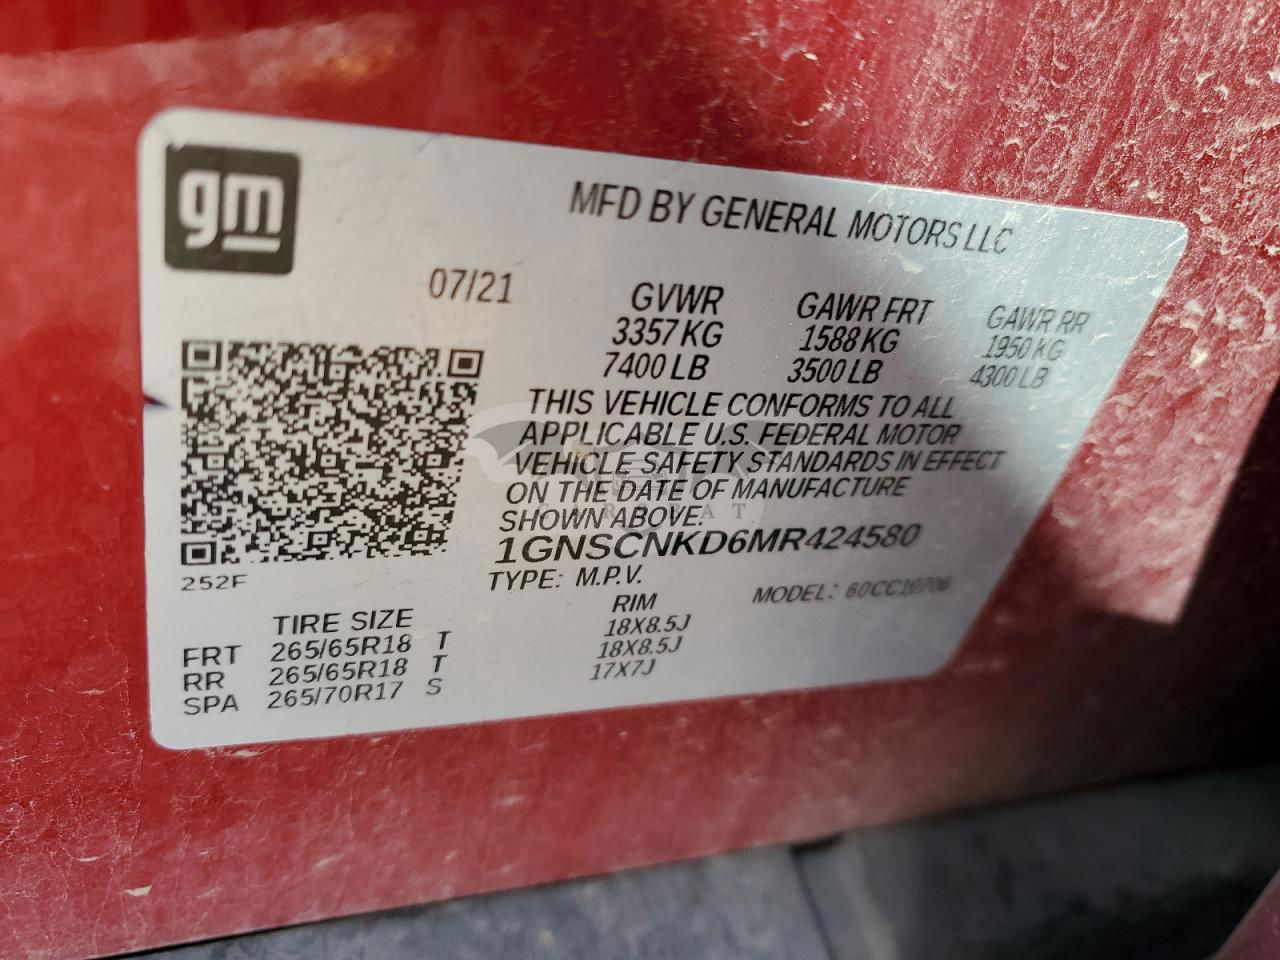 gm
MFD BY GENERAL MOTORS LLC
07/21
GVWR GAWR FRT GAWR RR
3357 KG 1588 KG 1950 KG
7400 LB 3500 LB 4300 LB
THIS VEHICLE CONFORMS TO ALL
APPLICABLE U.S. FEDERAL MOTOR
VEHICLE SAFETY STANDARDS IN EFFECT
ON THE DATE OF MANUFACTURE
SHOWN ABOVE.
1GNSCNKD6MR424580
252F
TYPE: M.P.V. MODEL: 60CC10706
TIRE SIZE RIM
FRT 265/65R18 T 18X8.5J
RR 265/65R18 T 18X8.5J
SPA 265/70R17 S 17X7J